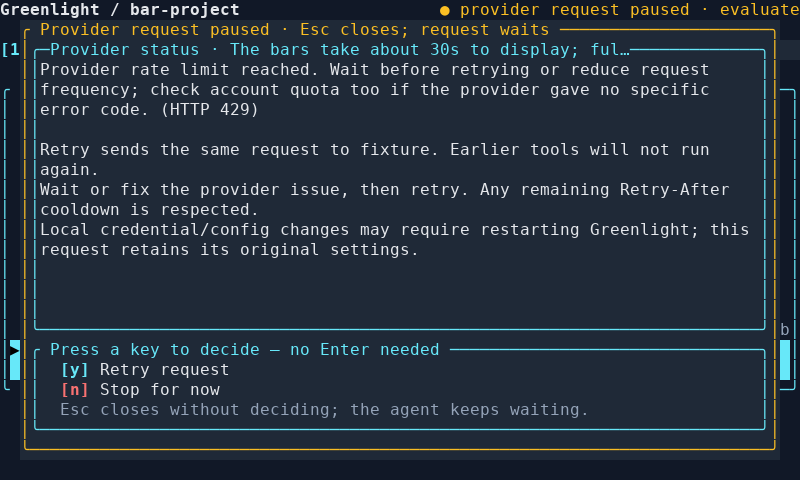 Greenlight / bar-project
● provider request paused · evaluate
Provider request paused · Esc closes; request waits
[1
Provider status · The bars take about 30s to display; ful…
Provider rate limit reached. Wait before retrying or reduce request
frequency; check account quota too if the provider gave no specific
error code. (HTTP 429)
Retry sends the same request to fixture. Earlier tools will not run
again.
Wait or fix the provider issue, then retry. Any remaining Retry-After
cooldown is respected.
Local credential/config changes may require restarting Greenlight; this
request retains its original settings.
b
Press a key to decide — no Enter needed
[y] Retry request
[n] Stop for now
Esc closes without deciding; the agent keeps waiting.